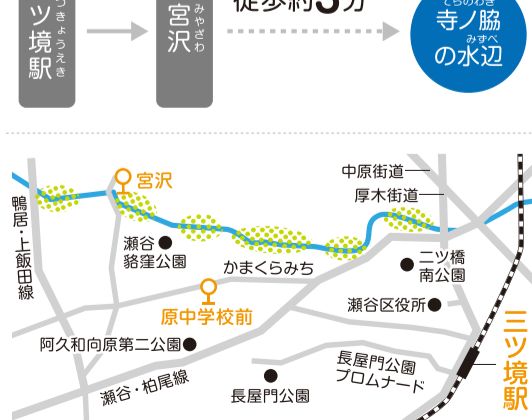 つきょうえき
ツ境駅
みやざわ
宮沢
徒歩約5分
てらのわき
寺ノ脇
みずべ
の水辺
中原街道
厚木街道
宮沢
鴨居・上飯田線
瀬谷
貉窪公園
かまくらみち
二ツ橋
南公園
原中学校前
瀬谷区役所
阿久和向原第二公園
三ツ境駅
長屋門公園
プロムナード
瀬谷・柏尾線
長屋門公園